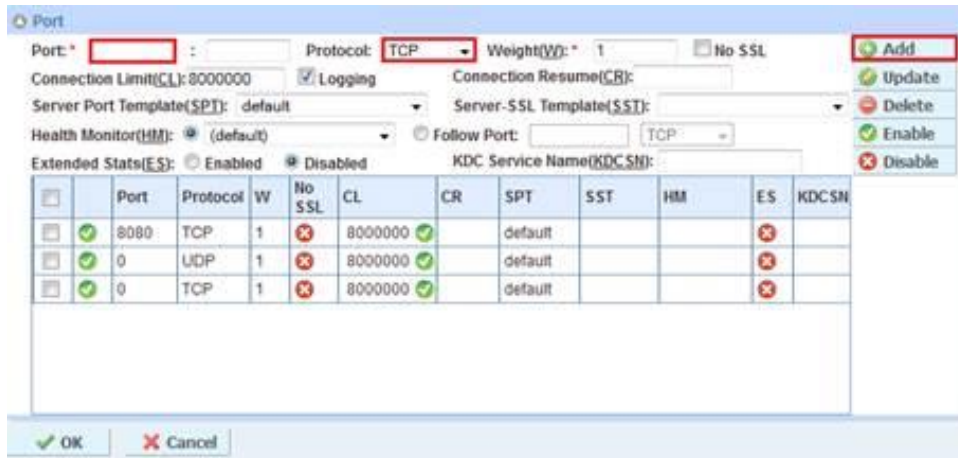 Port
Port:* : Protocol: TCP Weight(W):* 1 No SSL Add
Connection Limit(CL): 8000000 Logging Connection Resume(CR): Update
Server Port Template(SPT): default Server-SSL Template(SST): Delete
Health Monitor(HM): (default) Follow Port: TCP Enable
Extended Stats(ES): Enabled Disabled KDC Service Name(KDCSN): Disable
Port Protocol W No SSL CL CR SPT SST HM ES KDCSN
8080 TCP 1 8000000 default
0 UDP 1 8000000 default
0 TCP 1 8000000 default
OK Cancel